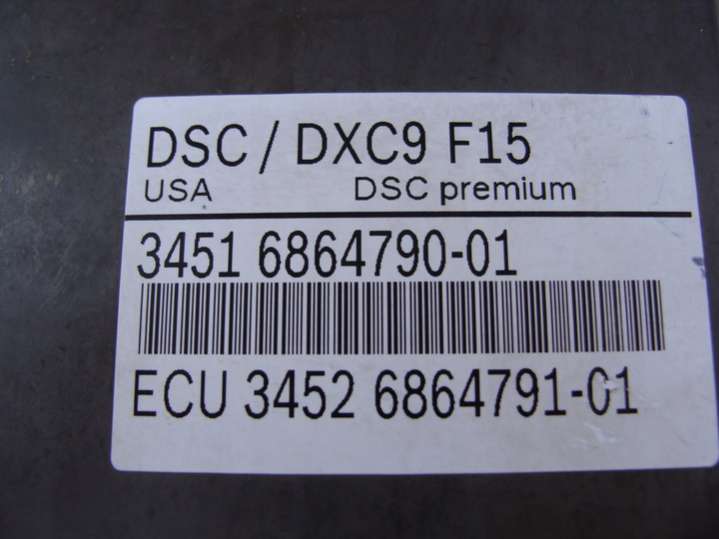 DSC / DXC9 F15
USA DSC premium
3451 6864790-01
ECU 3452 6864791-01